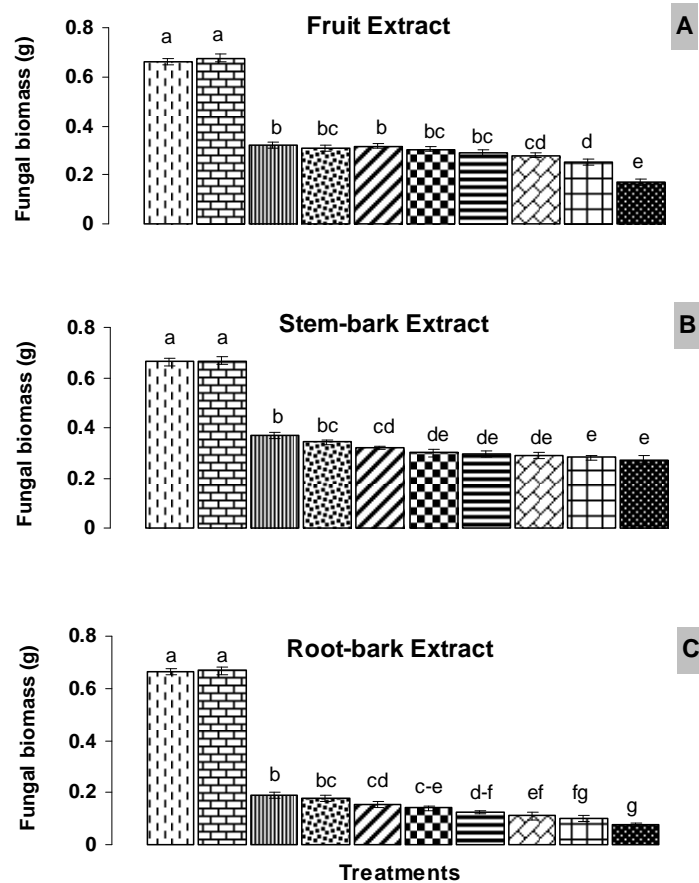 Fruit Extract
A
Fungal biomass (g)
0.8
0.6
0.4
0.2
0
a a b bc b bc bc cd d e
Stem-bark Extract
B
Fungal biomass (g)
0.8
0.6
0.4
0.2
0
a a b bc cd de de de e e
Root-bark Extract
C
Fungal biomass (g)
0.8
0.6
0.4
0.2
0
a a b bc cd c-e d-f ef fg g
Treatments